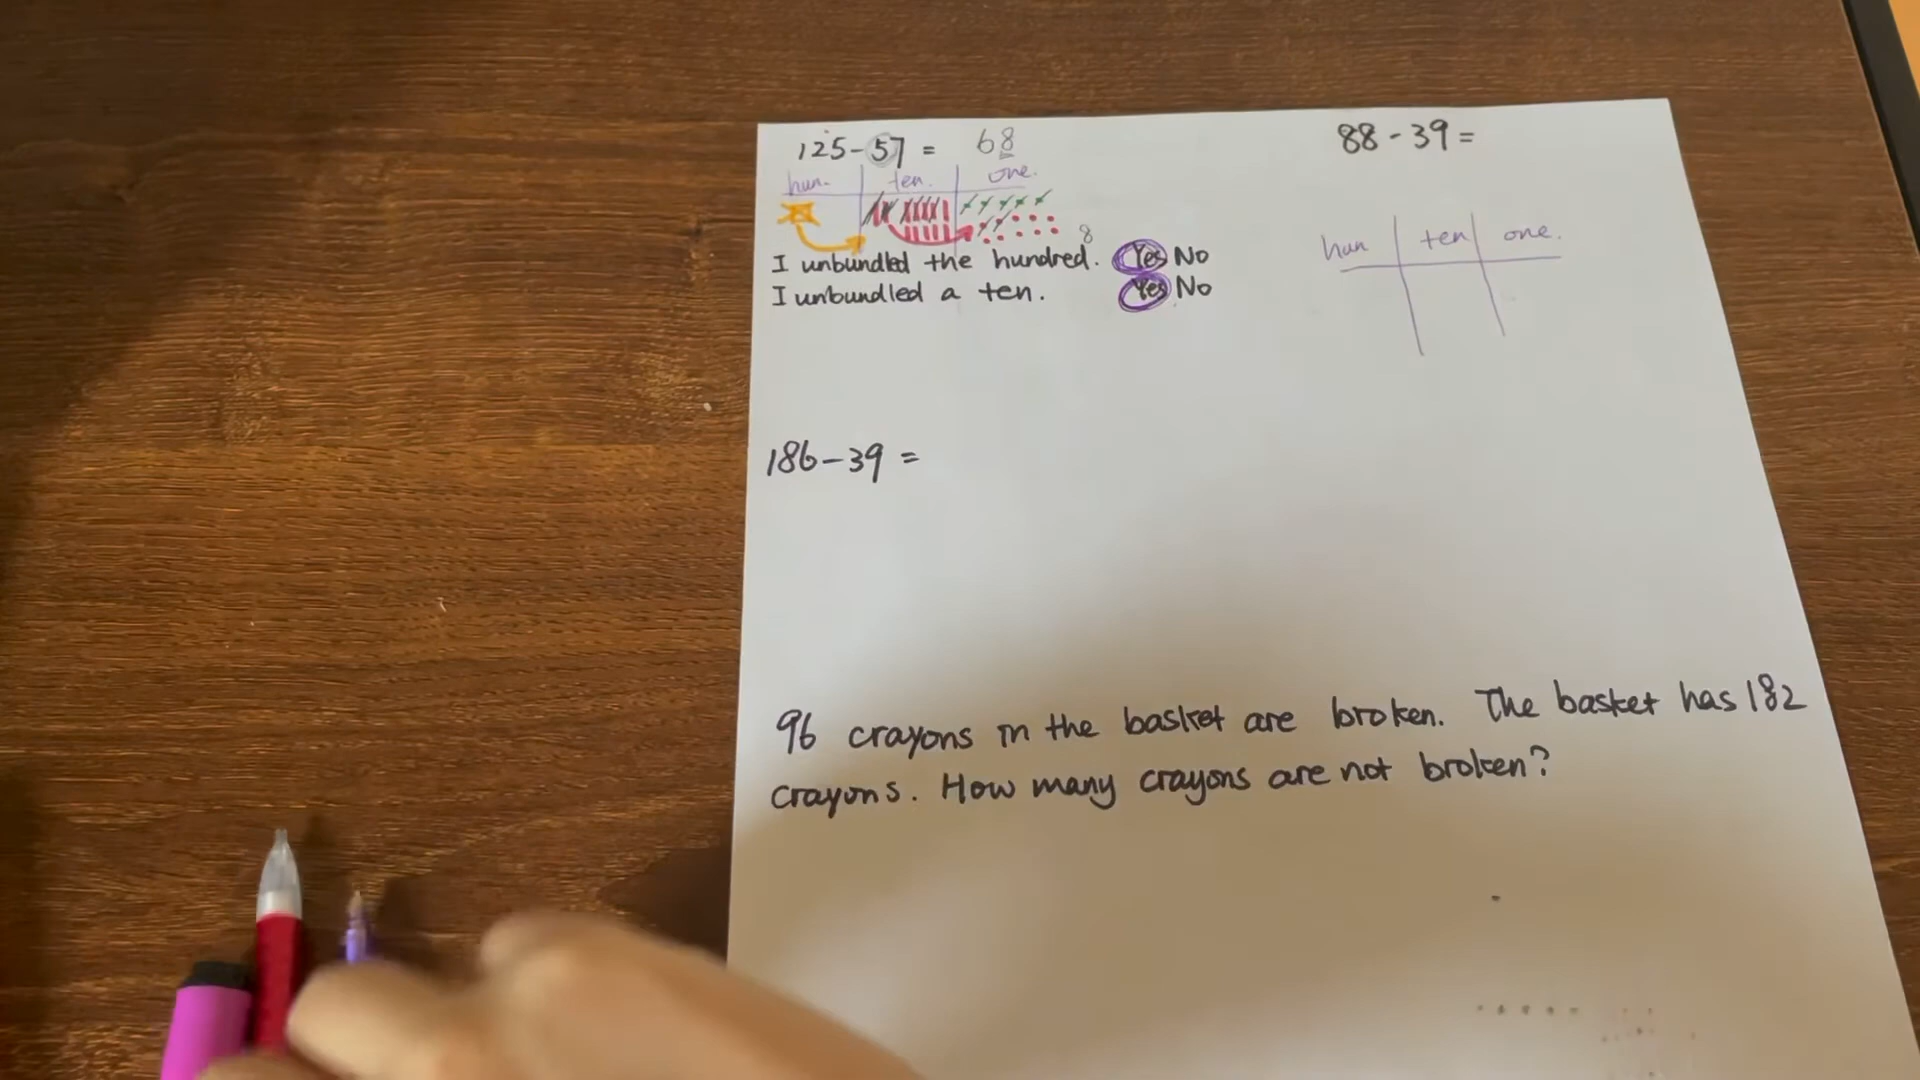 125-57 = 68
hun. ten. one.
8
I unbundled the hundred. Yes No
I unbundled a ten. Yes No
88-39=
hun ten one.
186-39 =
96 crayons in the basket are broken. The basket has 182
crayons. How many crayons are not broken?